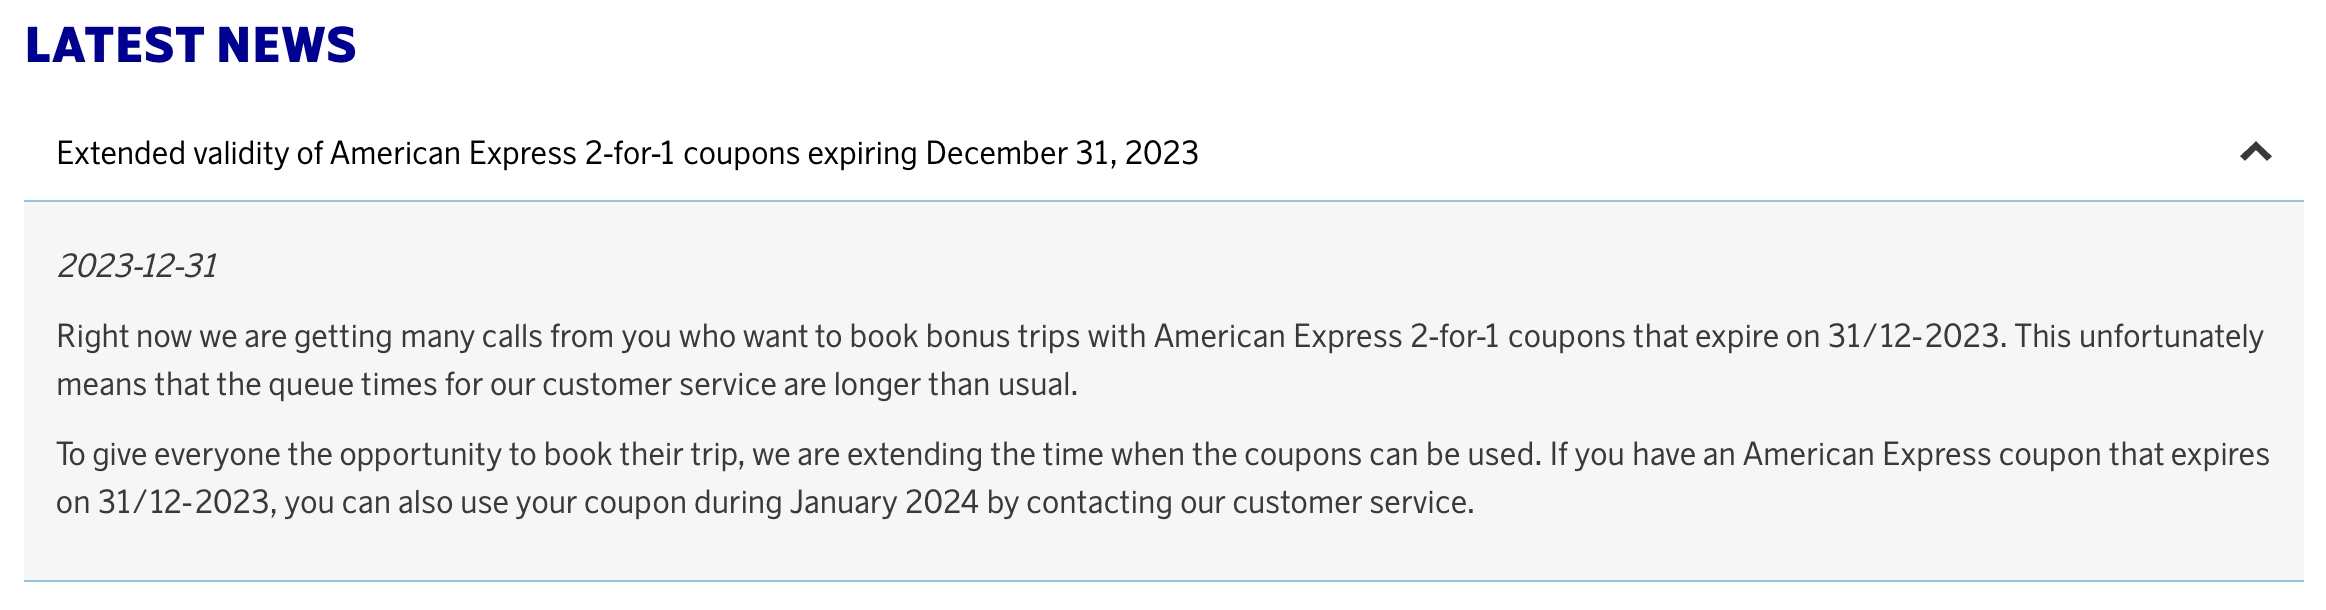 LATEST NEWS
Extended validity of American Express 2-for-1 coupons expiring December 31, 2023
2023-12-31
Right now we are getting many calls from you who want to book bonus trips with American Express 2-for-1 coupons that expire on 31/12-2023. This unfortunately
means that the queue times for our customer service are longer than usual.
To give everyone the opportunity to book their trip, we are extending the time when the coupons can be used. If you have an American Express coupon that expires
on 31/12-2023, you can also use your coupon during January 2024 by contacting our customer service.